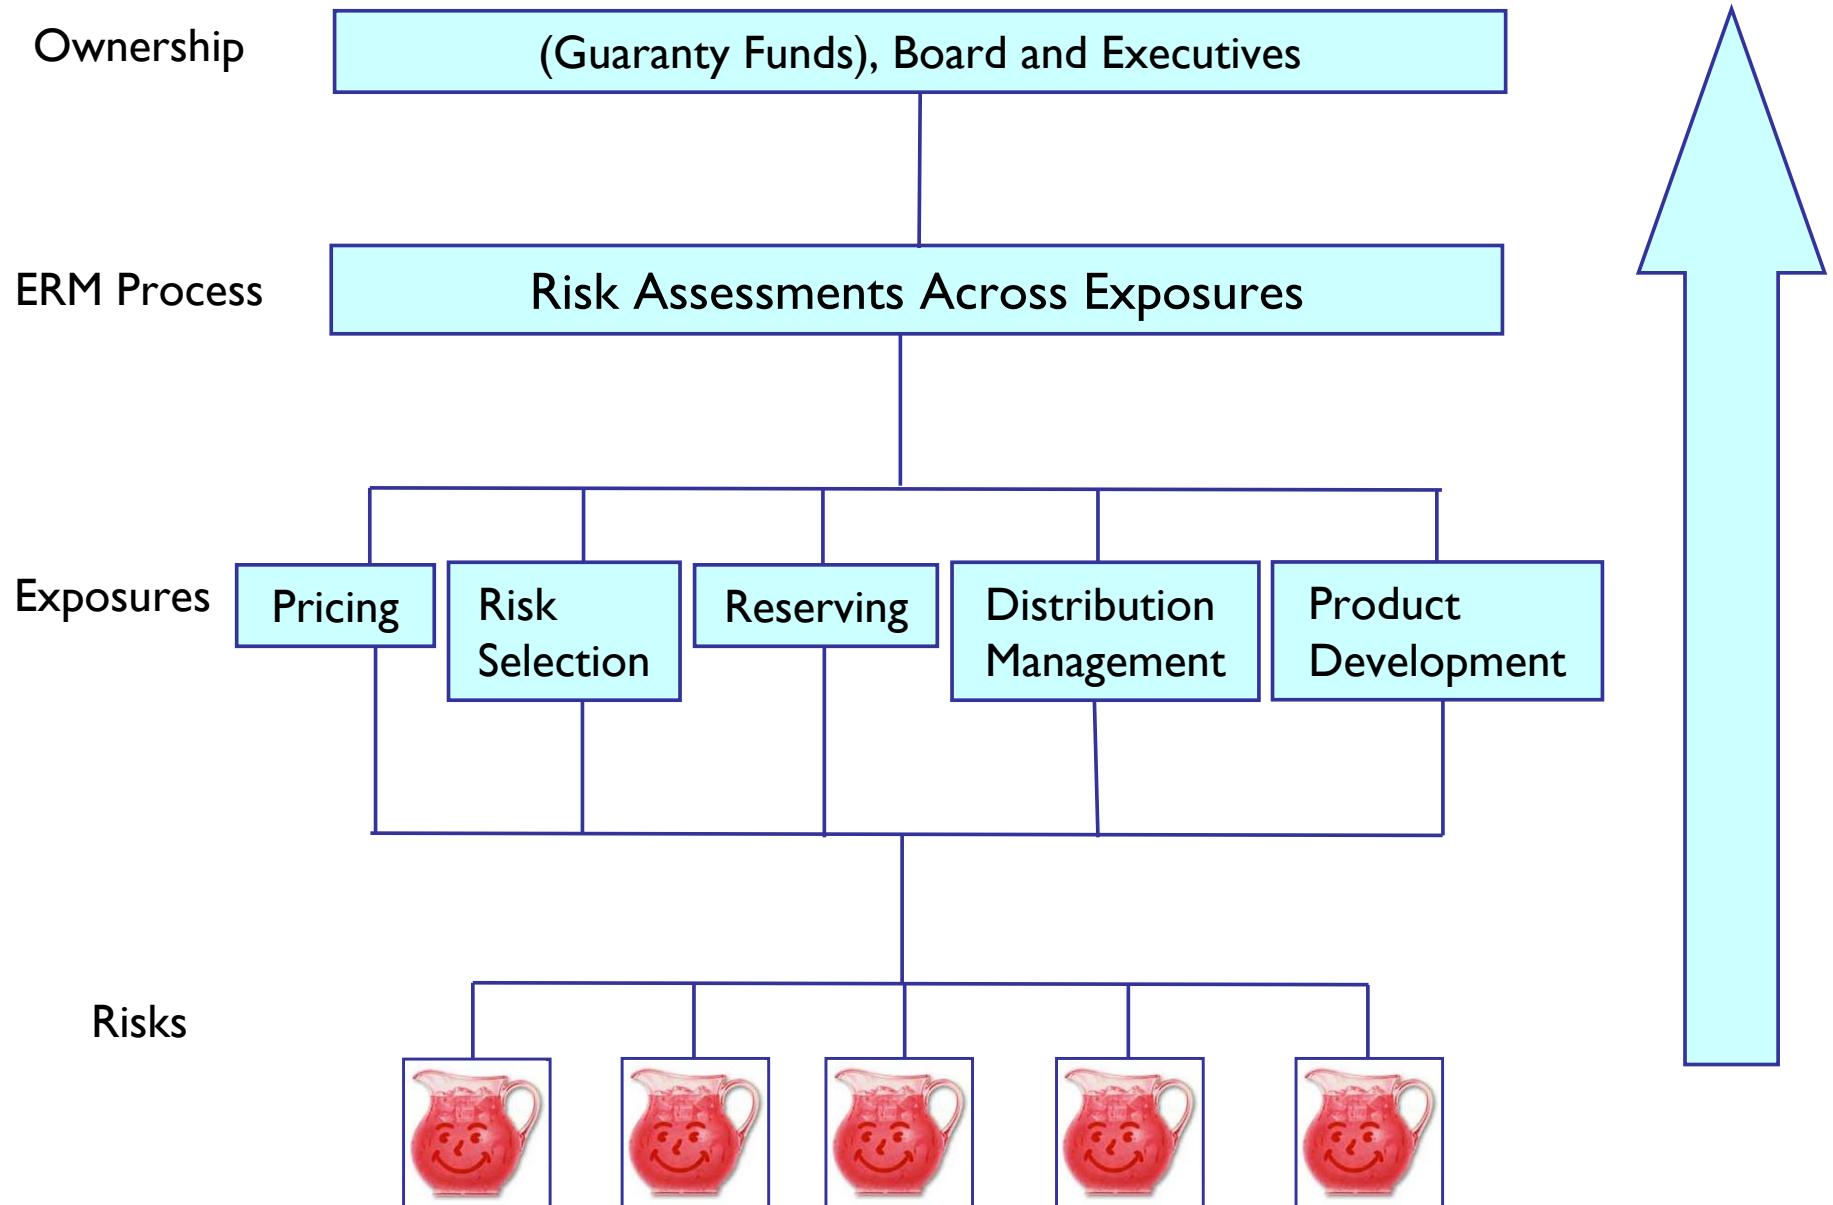 Ownership
(Guaranty Funds), Board and Executives
ERM Process
Risk Assessments Across Exposures
Exposures
Pricing
Risk
Selection
Reserving
Distribution
Management
Product
Development
Risks